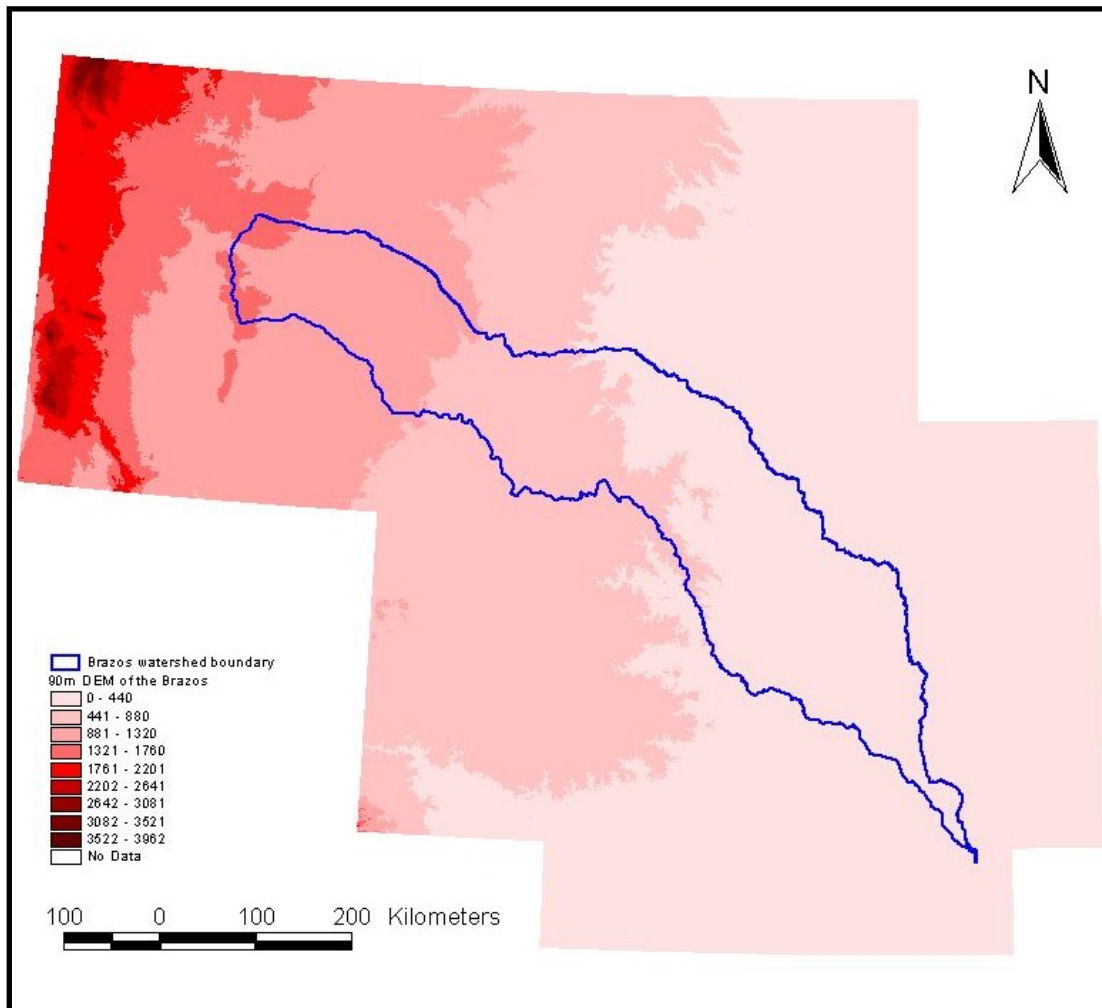 N
Brazos watershed boundary
90m DEM of the Brazos
0 - 440
441 - 880
881 - 1320
1321 - 1760
1761 - 2201
2202 - 2641
2642 - 3081
3082 - 3521
3522 - 3962
No Data
100 0 100 200 Kilometers